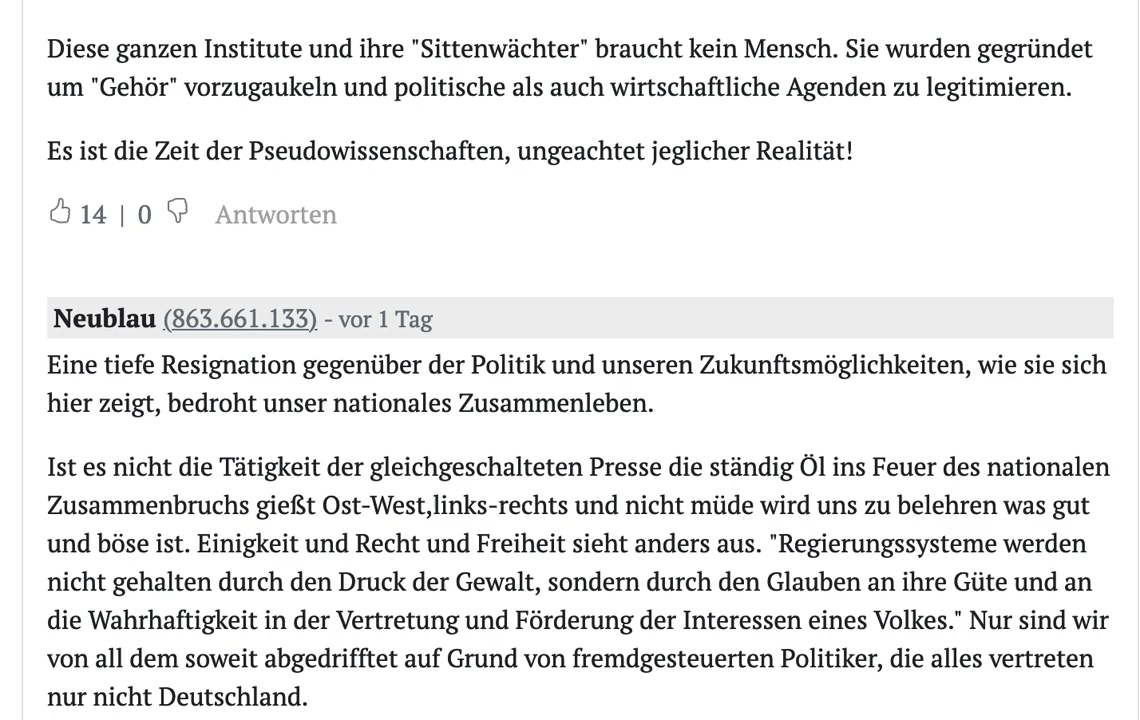 Diese ganzen Institute und ihre "Sittenwächter" braucht kein Mensch. Sie wurden gegründet
um "Gehör" vorzugaukeln und politische als auch wirtschaftliche Agenden zu legitimieren.
Es ist die Zeit der Pseudowissenschaften, ungeachtet jeglicher Realität!
14 | 0 Antworten
Neublau (863.661.133) - vor 1 Tag
Eine tiefe Resignation gegenüber der Politik und unseren Zukunftsmöglichkeiten, wie sie sich
hier zeigt, bedroht unser nationales Zusammenleben.
Ist es nicht die Tätigkeit der gleichgeschalteten Presse die ständig Öl ins Feuer des nationalen
Zusammenbruchs gießt Ost-West,links-rechts und nicht müde wird uns zu belehren was gut
und böse ist. Einigkeit und Recht und Freiheit sieht anders aus. "Regierungssysteme werden
nicht gehalten durch den Druck der Gewalt, sondern durch den Glauben an ihre Güte und an
die Wahrhaftigkeit in der Vertretung und Förderung der Interessen eines Volkes." Nur sind wir
von all dem soweit abgedrifftet auf Grund von fremdgesteuerten Politiker, die alles vertreten
nur nicht Deutschland.